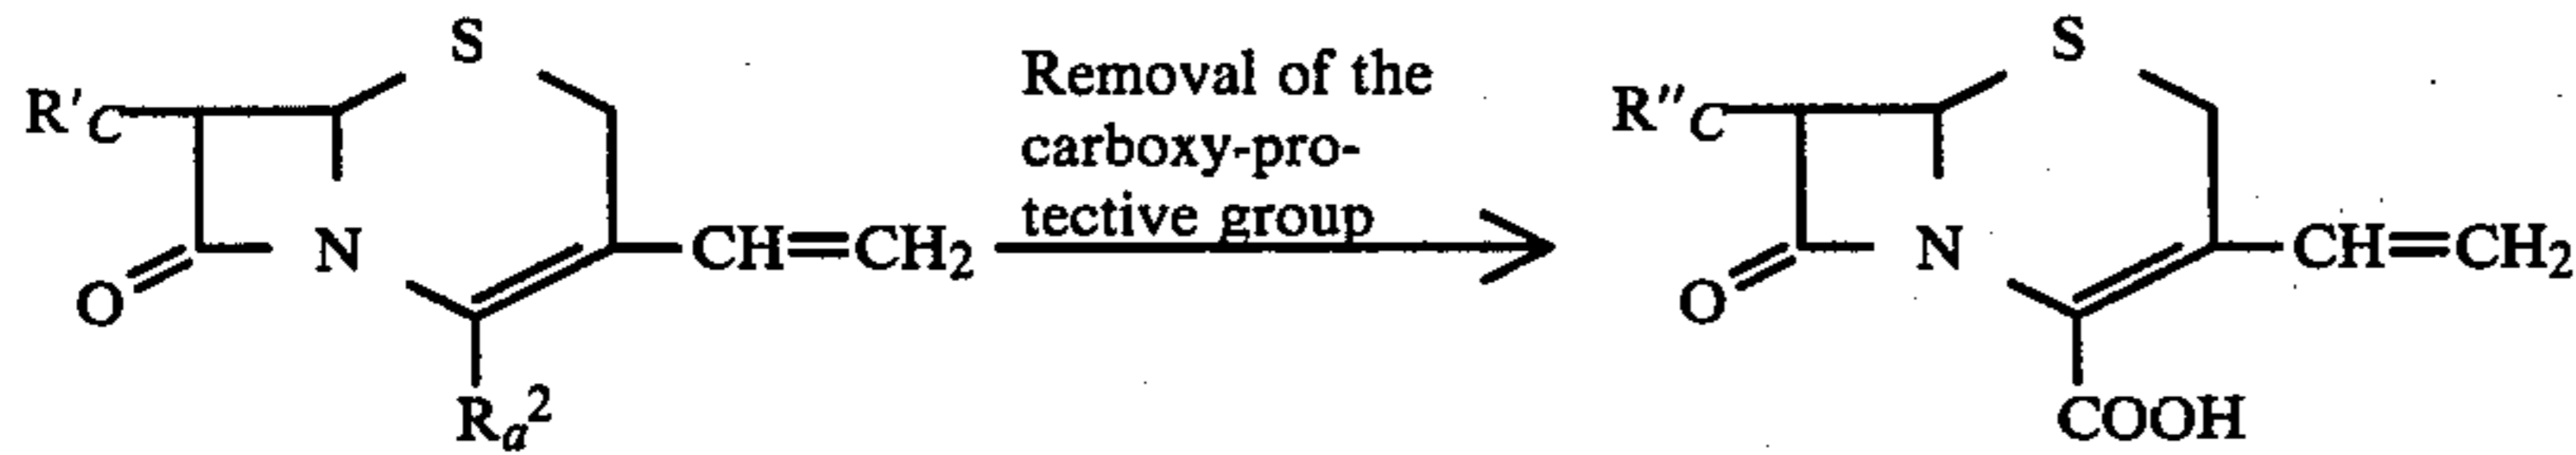 S
R'C
O
N
CH=CH2
Ra2
Removal of the
carboxy-pro-
tective group
S
R''C
O
N
CH=CH2
COOH